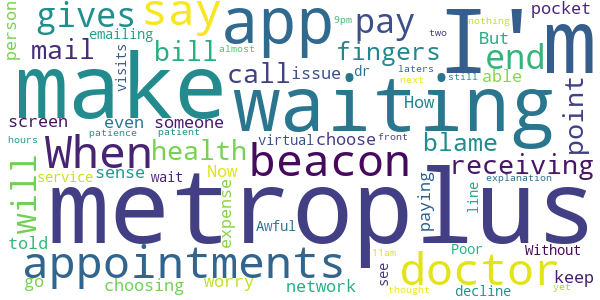 gives say app I'm pocket
person emailing 9pm pay two nothing
mail visits bill fingers But end almost
make call issue dr laters able
waiting How next still point
screen even someone
hours patience patient virtual choose front blame
When health beacon receiving
will service sense wait Now line explanation
metroplus
told expense paying Awful Poor Without
appointments see 11am doctor
go choosing worry network thought decline keep yet